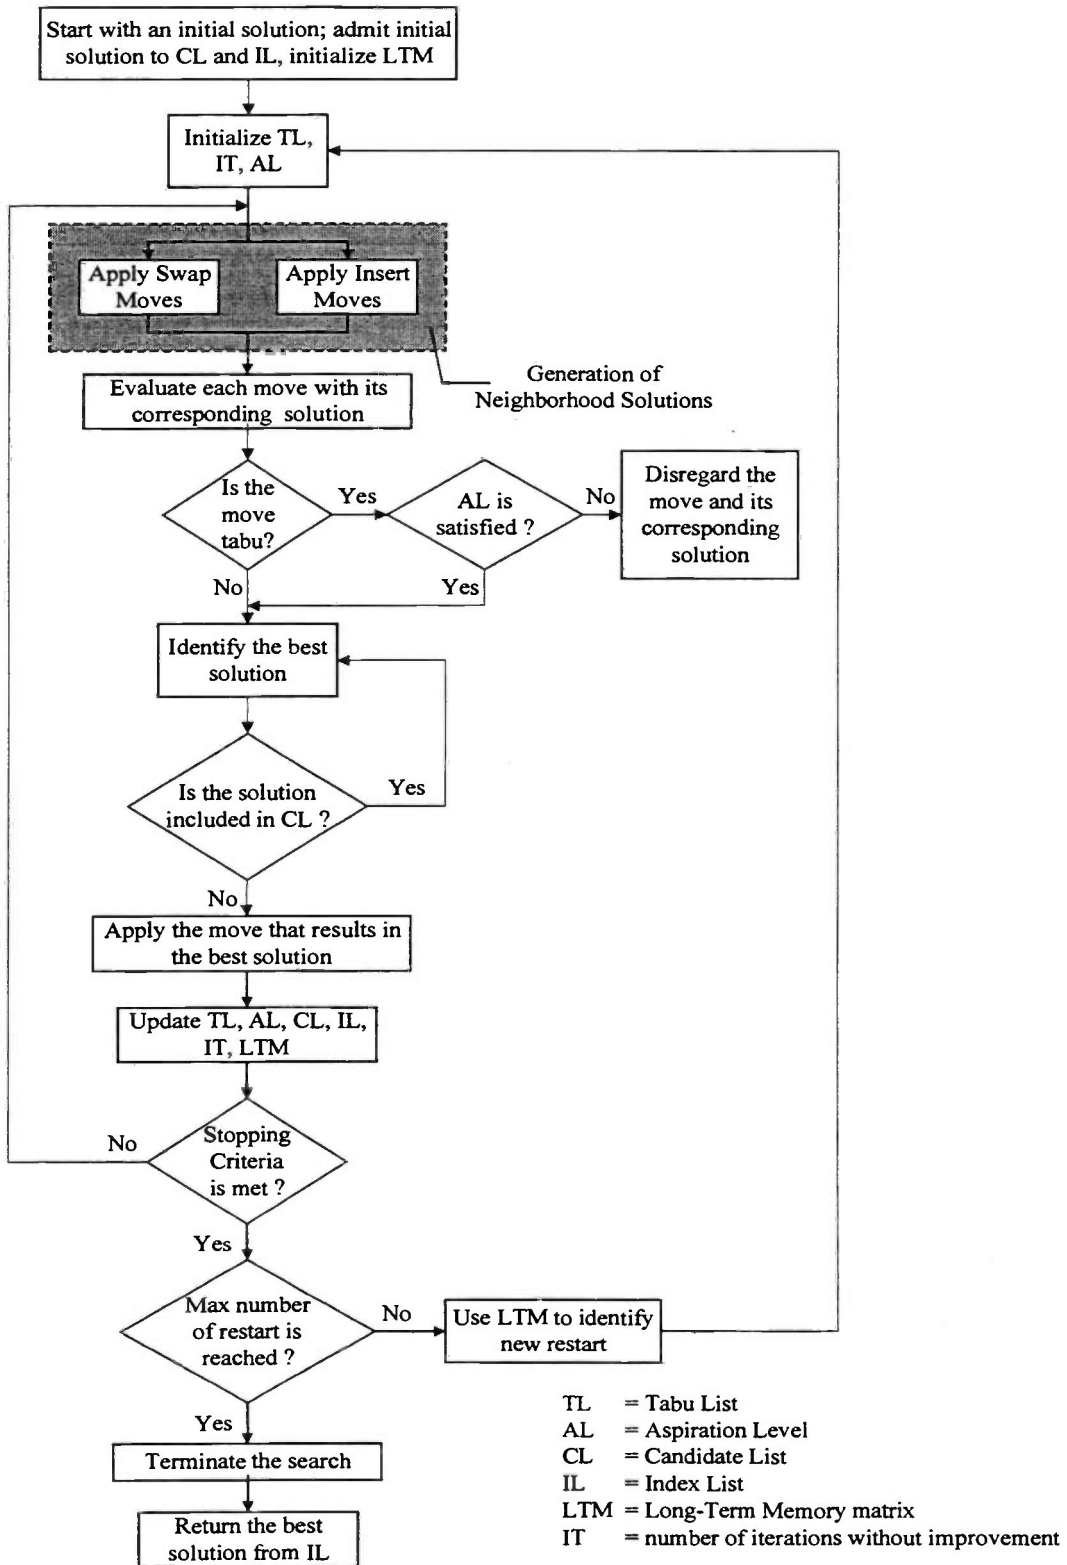 Start with an initial solution; admit initial
solution to CL and IL, initialize LTM
Initialize TL,
IT, AL
Apply Swap
Moves
Apply Insert
Moves
Generation of
Neighborhood Solutions
Evaluate each move with its
corresponding solution
Is the
move
tabu?
Yes
AL is
satisfied ?
No
Disregard the
move and its
corresponding
solution
No
Yes
Identify the best
solution
Is the solution
included in CL ?
Yes
No
Apply the move that results in
the best solution
Update TL, AL, CL, IL,
IT, LTM
Stopping
Criteria
is met ?
No
Yes
Max number
of restart is
reached ?
No
Use LTM to identify
new restart
Yes
Terminate the search
Return the best
solution from IL
TL = Tabu List
AL = Aspiration Level
CL = Candidate List
IL = Index List
LTM = Long-Term Memory matrix
IT = number of iterations without improvement